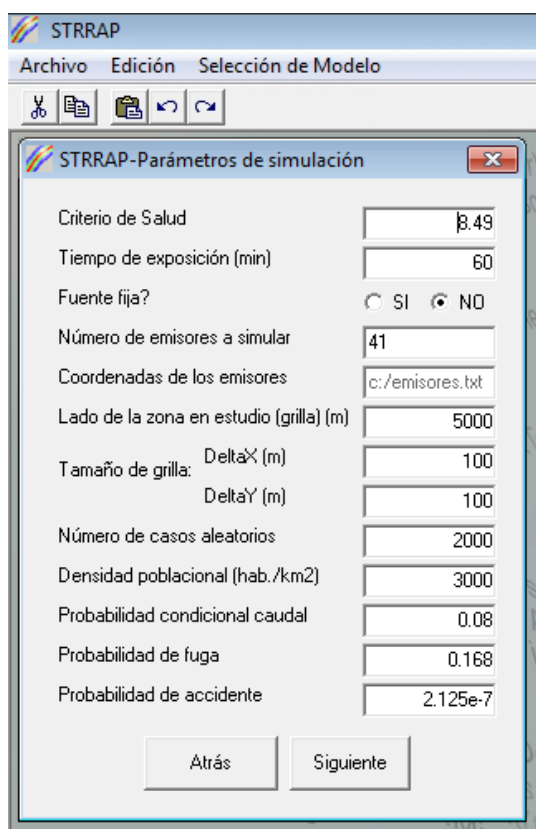 STRRAP
Archivo Edición Selección de Modelo
STRRAP-Parámetros de simulación
Criterio de Salud 8.49
Tiempo de exposición (min) 60
Fuente fija? SI NO
Número de emisores a simular 41
Coordenadas de los emisores c:/emisores.txt
Lado de la zona en estudio (grilla) (m) 5000
Tamaño de grilla: DeltaX (m) 100
DeltaY (m) 100
Número de casos aleatorios 2000
Densidad poblacional (hab./km2) 3000
Probabilidad condicional caudal 0.08
Probabilidad de fuga 0.168
Probabilidad de accidente 2.125e-7
Atrás Siguiente